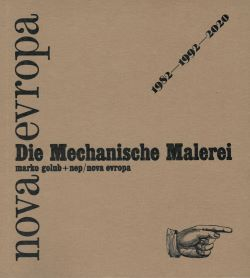 nova evropa
1982—1992—2020
Die Mechanische Malerei
marko golub + nep/nova evropa